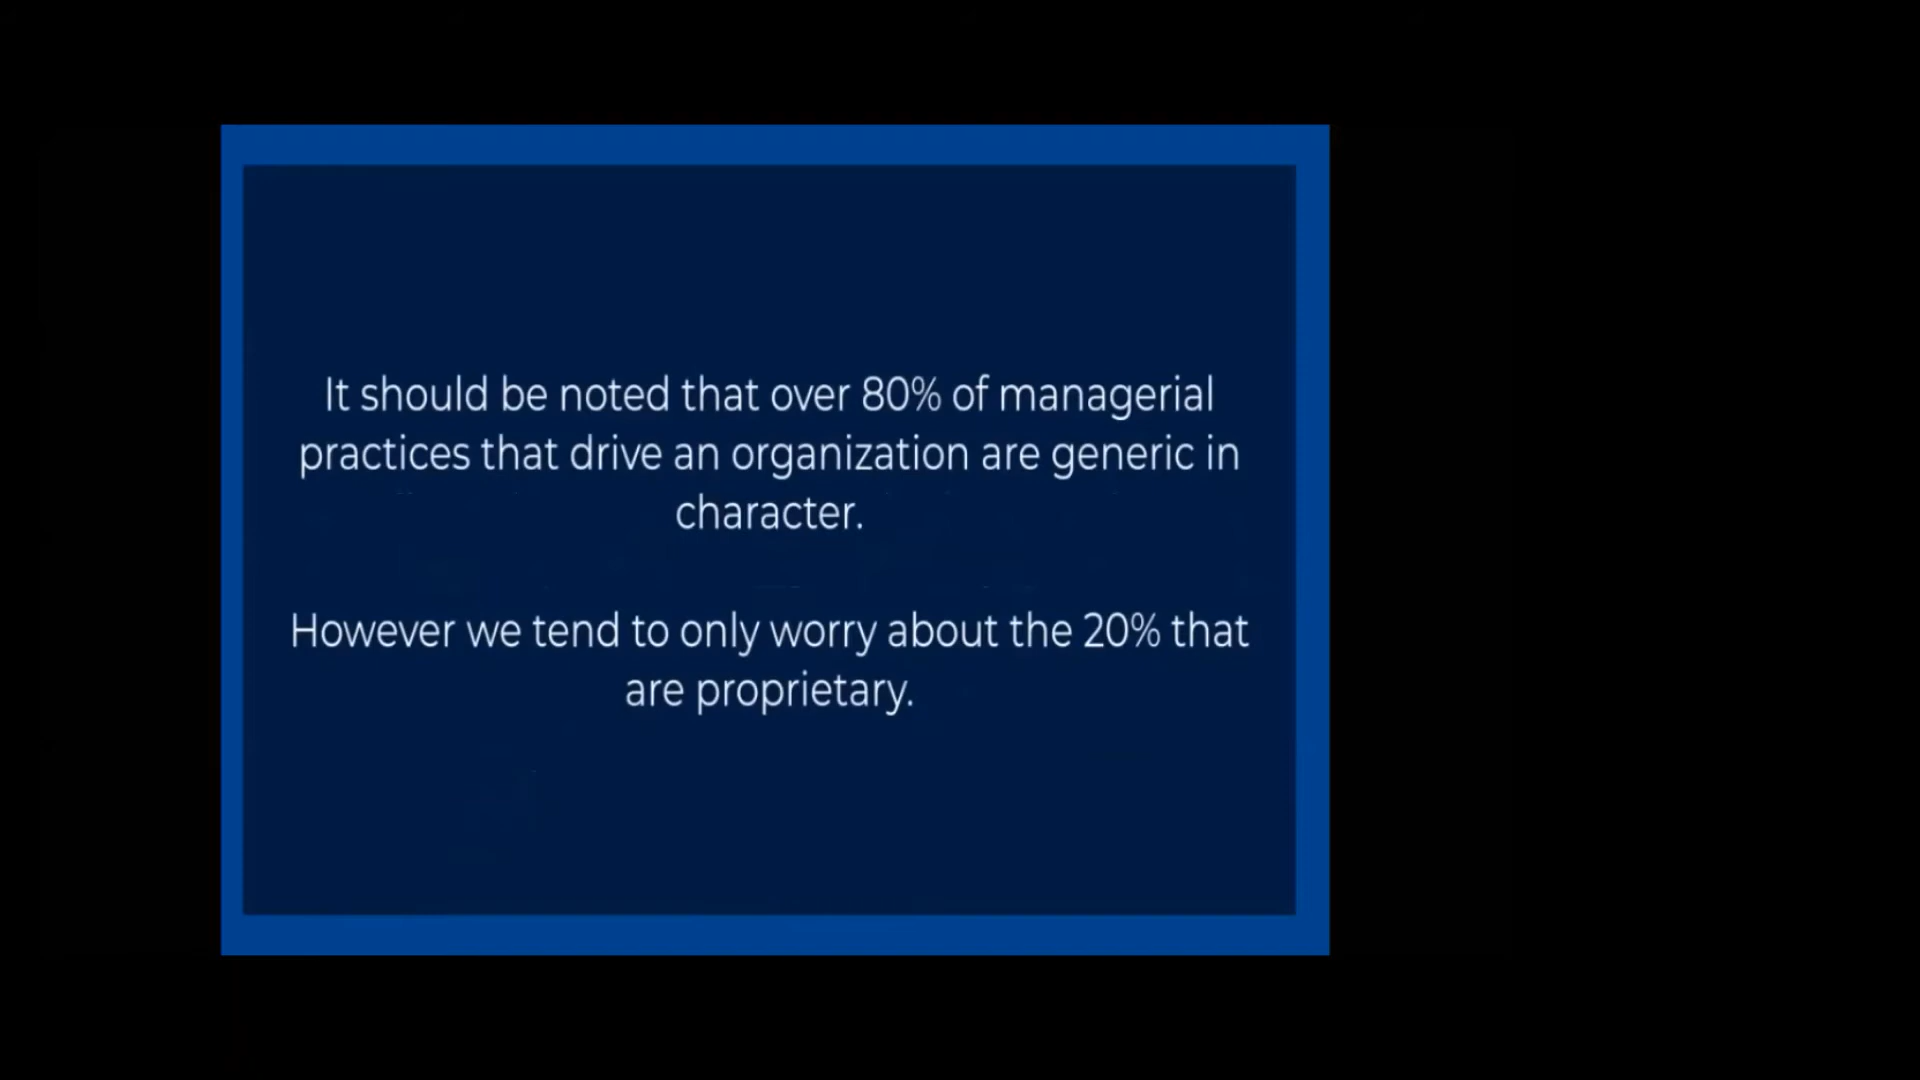 It should be noted that over 80% of managerial
practices that drive an organization are generic in
character.
However we tend to only worry about the 20% that
are proprietary.